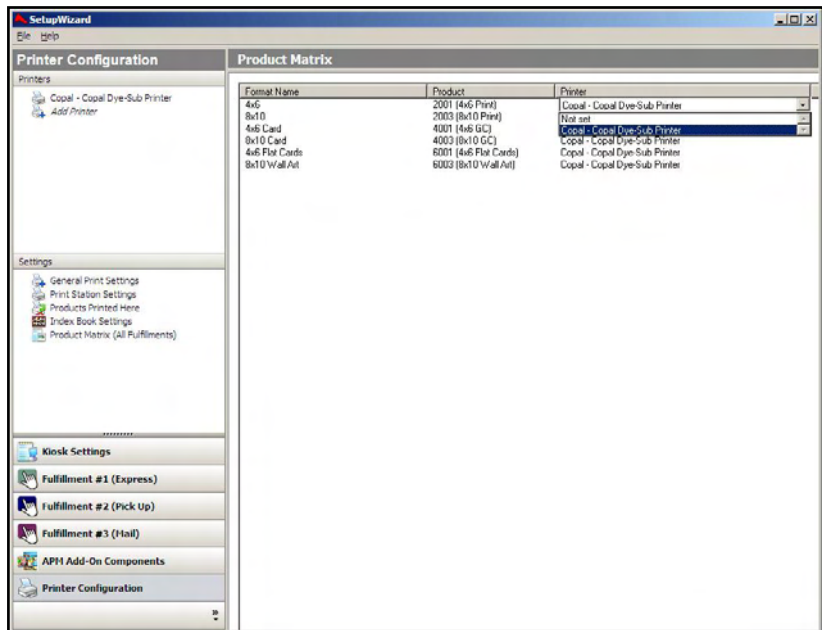 SetupWizard
File Help
Printer Configuration
Product Matrix
Printers
Copal - Copal Dye-Sub Printer
Add Printer
Format Name Product Printer
4x6 2001 (4x6 Print) Copal - Copal Dye-Sub Printer
8x10 2003 (8x10 Print) Not set
4x6 Card 4001 (4x6 GC) Copal - Copal Dye-Sub Printer
8x10 Card 4003 (8x10 GC) Copal - Copal Dye-Sub Printer
4x6 Flat Cards 6001 (4x6 Flat Cards) Copal - Copal Dye-Sub Printer
8x10 Wall Art 6003 (8x10 Wall Art) Copal - Copal Dye-Sub Printer
Settings
General Print Settings
Print Station Settings
Products Printed Here
Index Book Settings
Product Matrix (All Fulfillments)
Kiosk Settings
Fulfillment #1 (Express)
Fulfillment #2 (Pick Up)
Fulfillment #3 (Mail)
APM Add-On Components
Printer Configuration